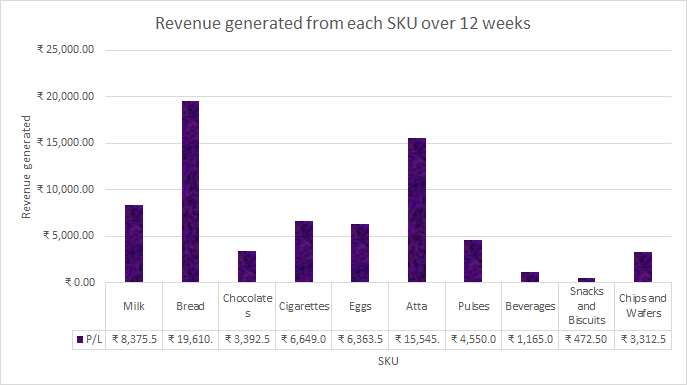 Revenue generated from each SKU over 12 weeks
₹ 25,000.00
₹ 20,000.00
₹ 15,000.00
₹ 10,000.00
₹ 5,000.00
₹ 0.00
Revenue generated
Milk
Bread
Chocolate
s
Cigarettes
Eggs
Atta
Pulses
Beverages
Snacks
and
Biscuits
Chips and
Wafers
P/L
₹ 8,375.5
₹ 19,610.
₹ 3,392.5
₹ 6,649.0
₹ 6,363.5
₹ 15,545.
₹ 4,550.0
₹ 1,165.0
₹ 472.50
₹ 3,312.5
SKU